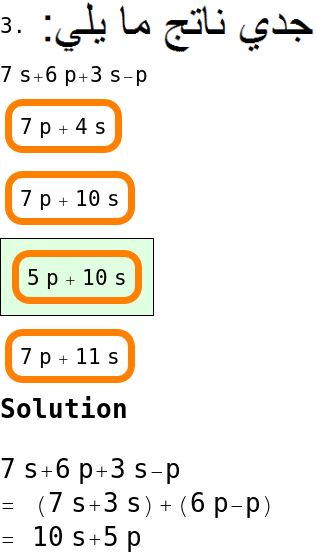 3. جدي ناتج ما يلي:
7 s+6 p+3 s−p
7 p + 4 s
7 p + 10 s
5 p + 10 s
7 p + 11 s
Solution
7 s+6 p+3 s−p
= (7 s+3 s)+(6 p−p)
= 10 s+5 p